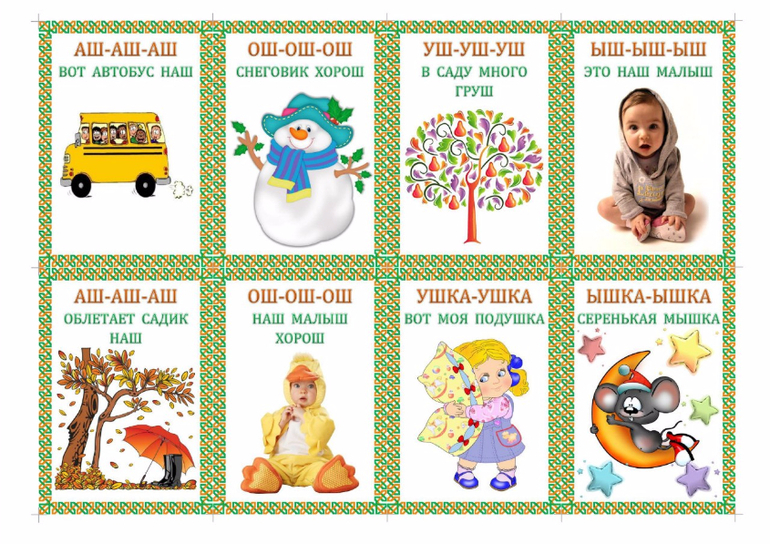 АШ-АШ-АШ
ВОТ АВТОБУС НАШ
ОШ-ОШ-ОШ
СНЕГОВИК ХОРОШ
УШ-УШ-УШ
В САДУ МНОГО
ГРУШ
ЫШ-ЫШ-ЫШ
ЭТО НАШ МАЛЫШ
АШ-АШ-АШ
ОБЛЕТАЕТ САДИК
НАШ
ОШ-ОШ-ОШ
НАШ МАЛЫШ
ХОРОШ
УШКА-УШКА
ВОТ МОЯ ПОДУШКА
ЫШКА-ЫШКА
СЕРЕНЬКАЯ МЫШКА